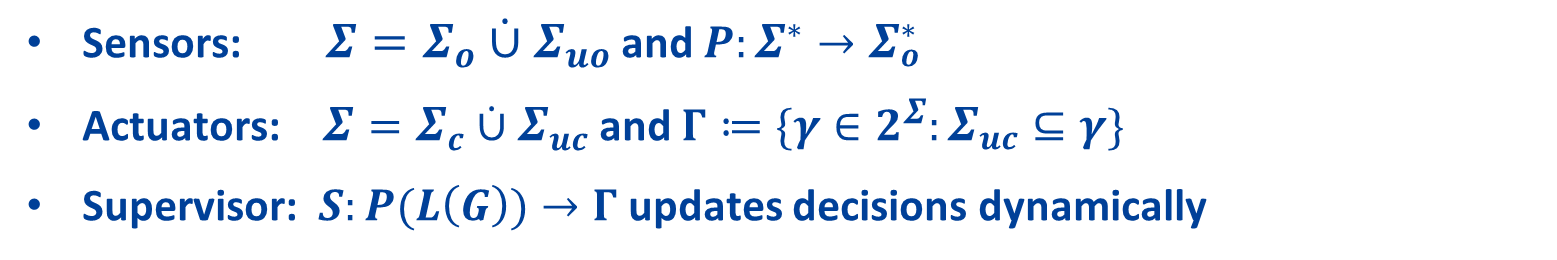 • Sensors: Σ = Σ_o ∪̇ Σ_uo and P: Σ* → Σ_o*
• Actuators: Σ = Σ_c ∪̇ Σ_uc and Γ ≔ {γ ∈ 2^Σ: Σ_uc ⊆ γ}
• Supervisor: S: P(L(G)) → Γ updates decisions dynamically